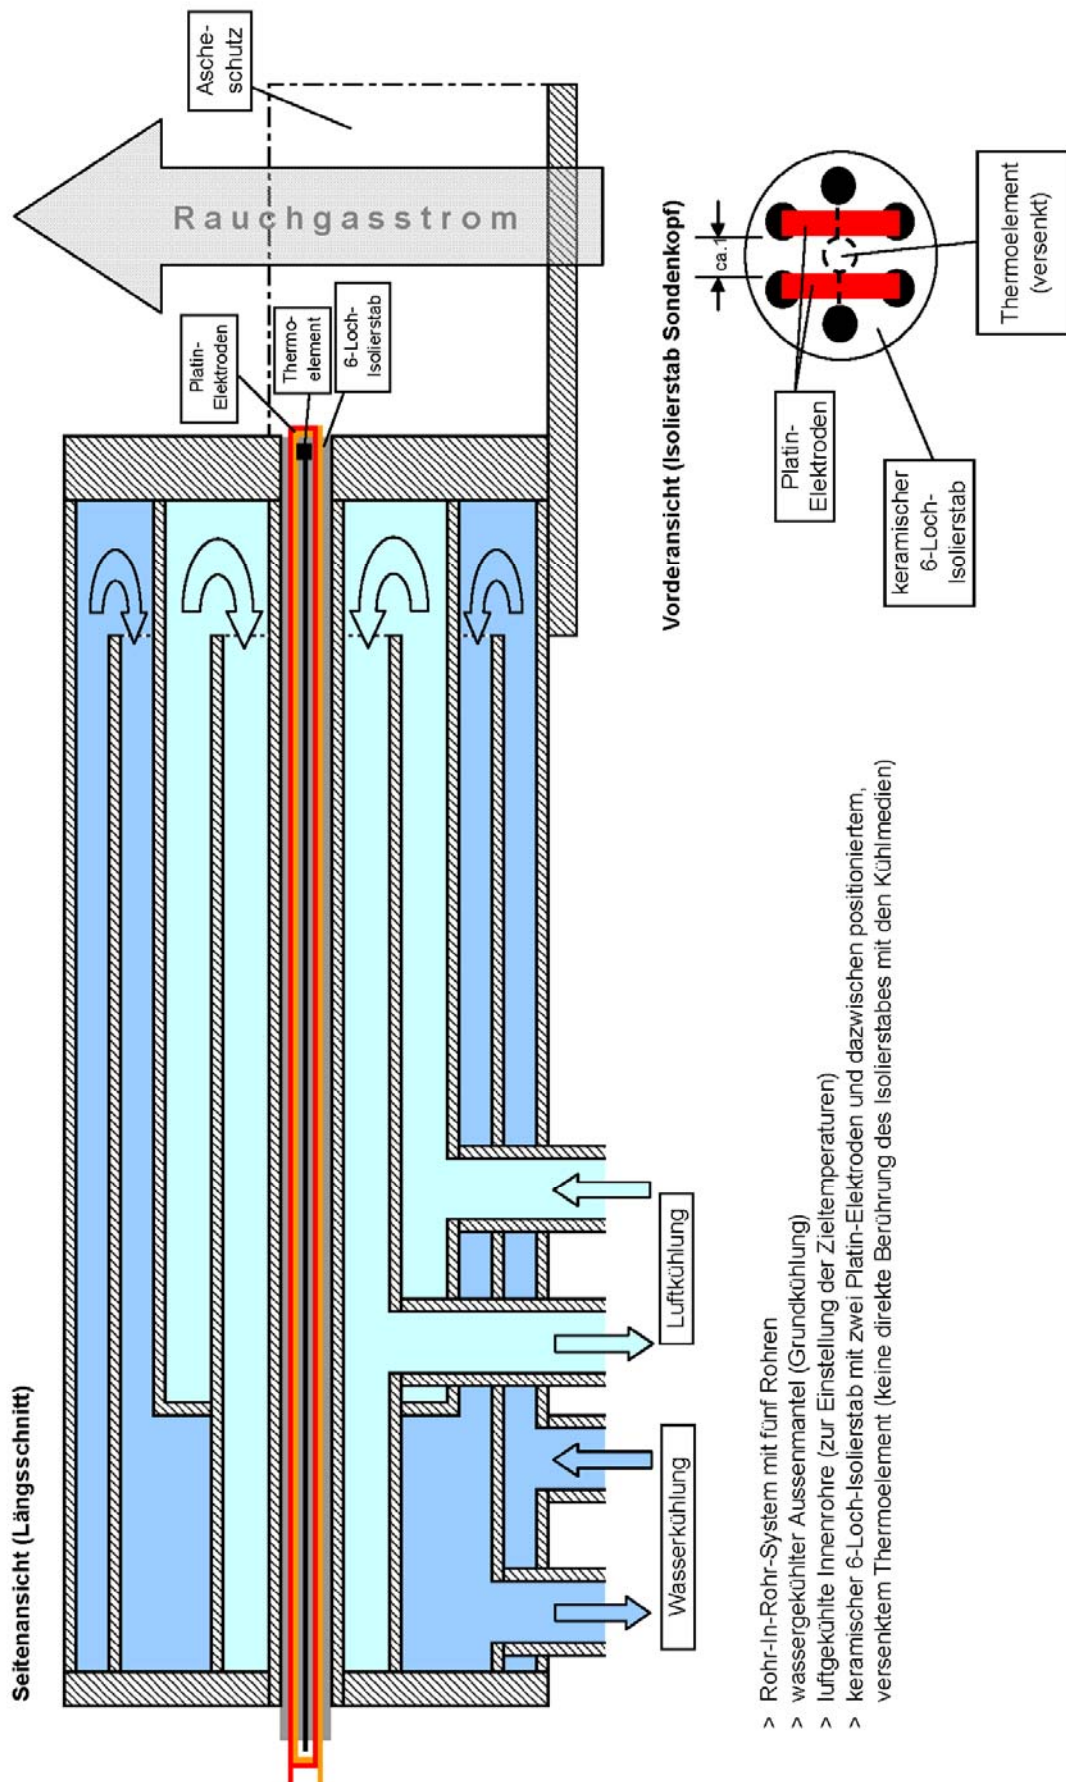 Seitenansicht (Längsschnitt)
Platin-
Elektroden
Thermo-
element
6-Loch-
Isolierstab
Rauchgasstrom
Asche-
schutz
Wasserkühlung
Luftkühlung
Vorderansicht (Isolierstab Sondenkopf)
ca.1
Platin-
Elektroden
keramischer
6-Loch-
Isolierstab
Thermoelement
(versenkt)
> Rohr-In-Rohr-System mit fünf Rohren
> wassergekühlter Aussenmantel (Grundkühlung)
> luftgekühlte Innenrohre (zur Einstellung der Zieltemperaturen)
> keramischer 6-Loch-Isolierstab mit zwei Platin-Elektroden und dazwischen positioniertem,
versenktem Thermoelement (keine direkte Berührung des Isolierstabes mit den Kühlmedien)